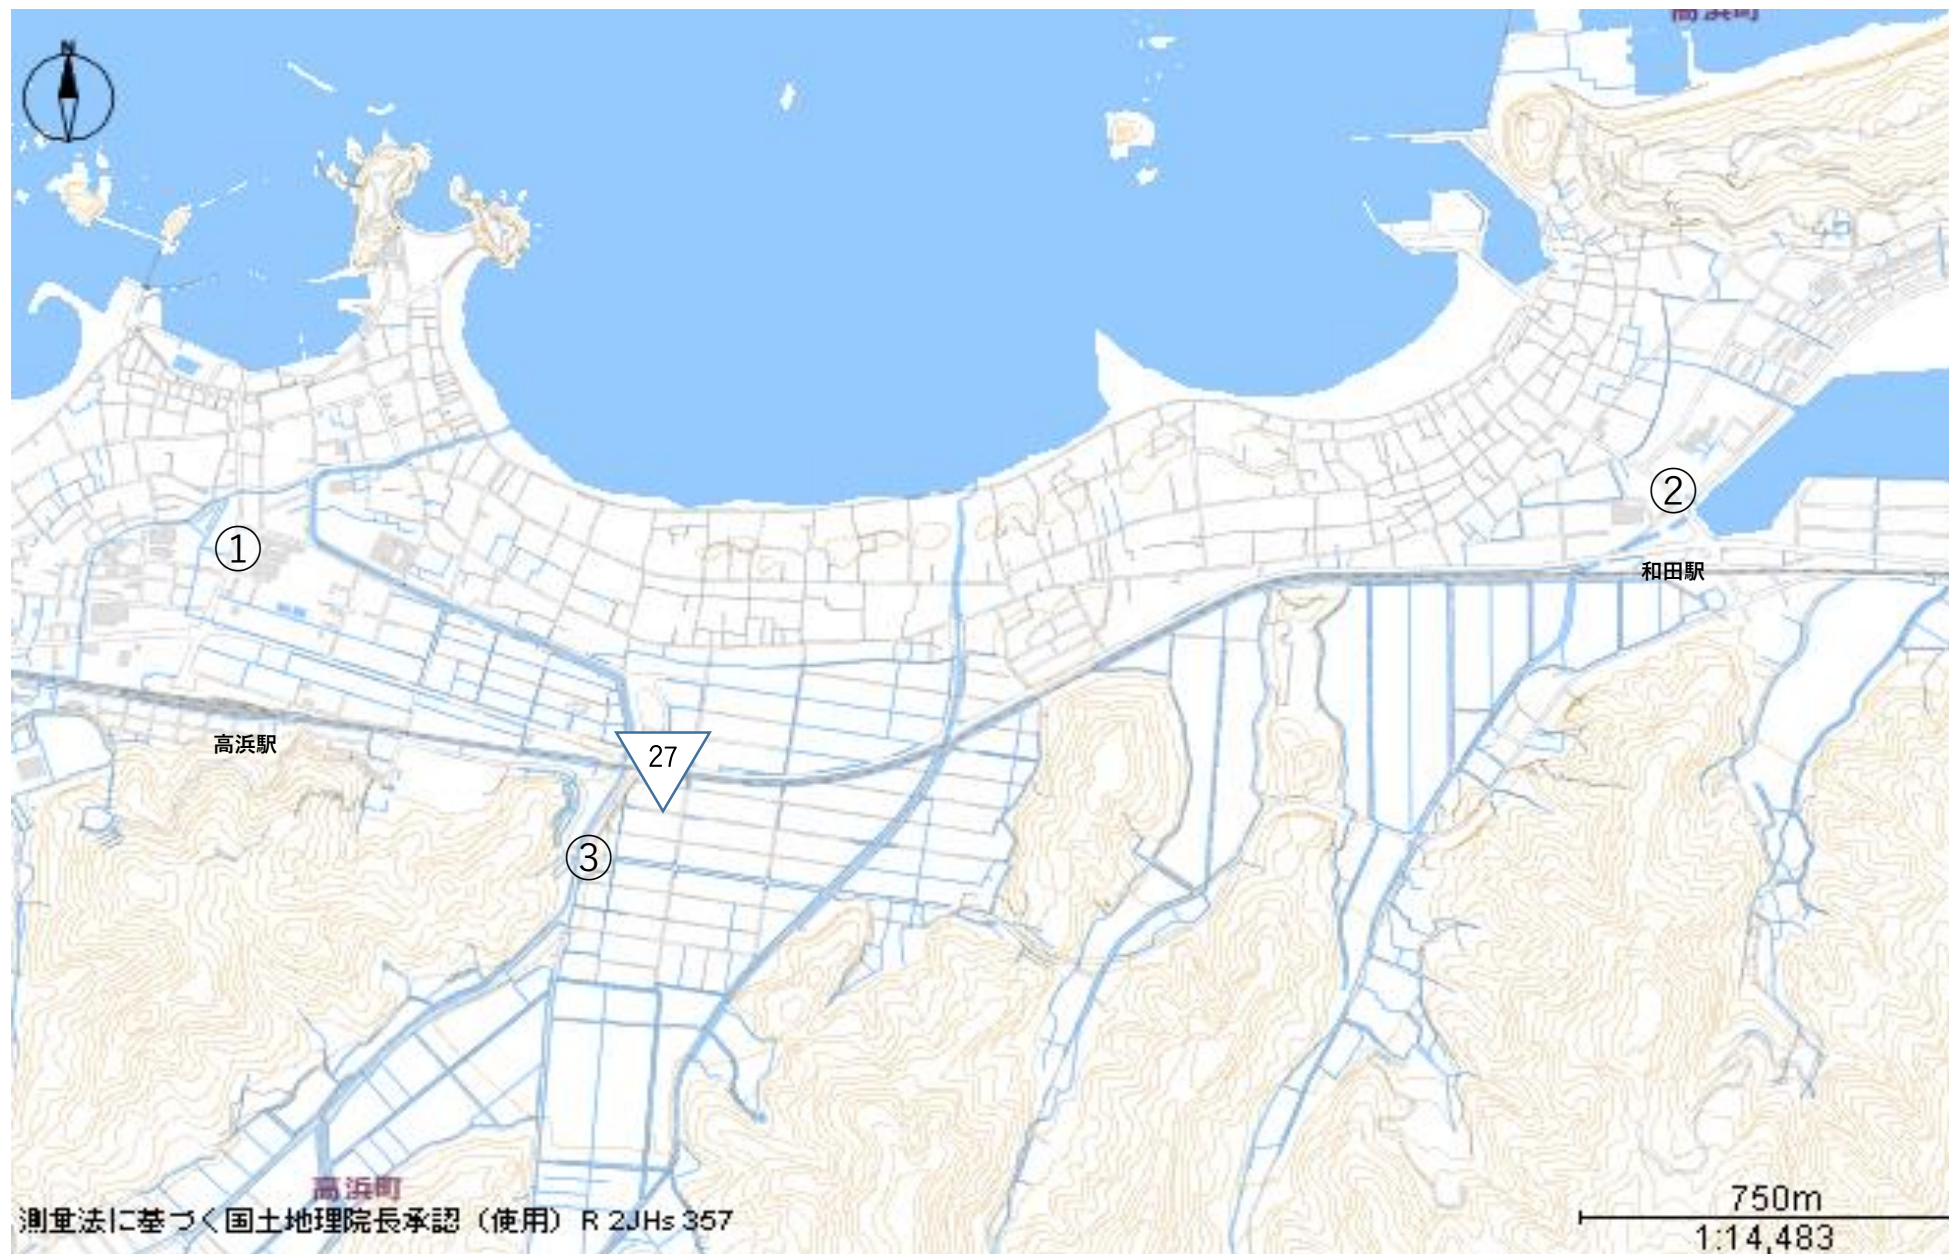 高浜町
N
②
①
和田駅
高浜駅
27
③
高浜町
750m
測量法に基づく国土地理院長承認（使用）R 2JHs 357
1:14,483